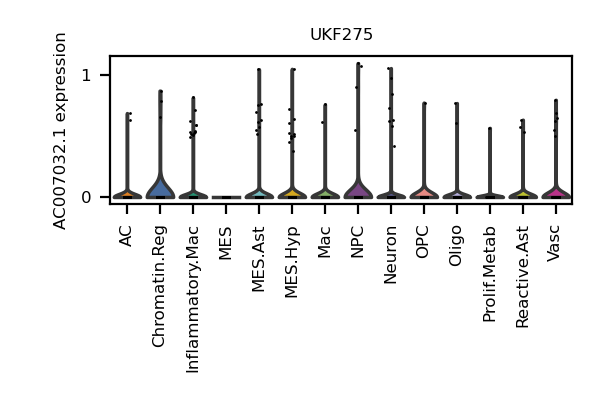 UKF275
AC007032.1 expression
1
0
AC
Chromatin.Reg
Inflammatory.Mac
MES
MES.Ast
MES.Hyp
Mac
NPC
Neuron
OPC
Oligo
Prolif.Metab
Reactive.Ast
Vasc